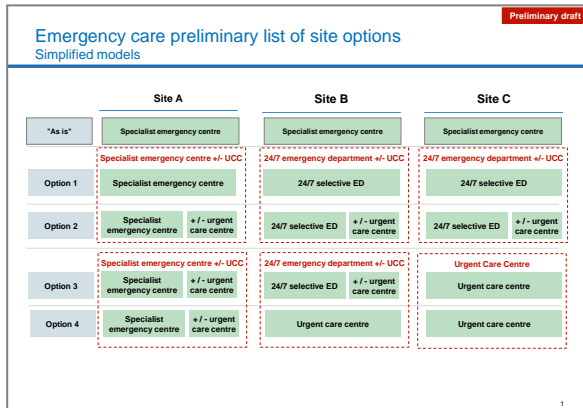 Preliminary draft
Emergency care preliminary list of site options
Simplified models
Site A
Site B
Site C
"As is"
Specialist emergency centre
Specialist emergency centre
Specialist emergency centre
Specialist emergency centre +/- UCC
24/7 emergency department +/- UCC
24/7 emergency department +/- UCC
Option 1
Specialist emergency centre
24/7 selective ED
24/7 selective ED
Option 2
Specialist
emergency centre
+ / - urgent
care centre
24/7 selective ED
+ / - urgent
care centre
24/7 selective ED
+ / - urgent
care centre
Specialist emergency centre +/- UCC
24/7 emergency department +/- UCC
Urgent Care Centre
Option 3
Specialist
emergency centre
+ / - urgent
care centre
24/7 selective ED
+ / - urgent
care centre
Urgent care centre
Option 4
Specialist
emergency centre
+ / - urgent
care centre
Urgent care centre
Urgent care centre
1